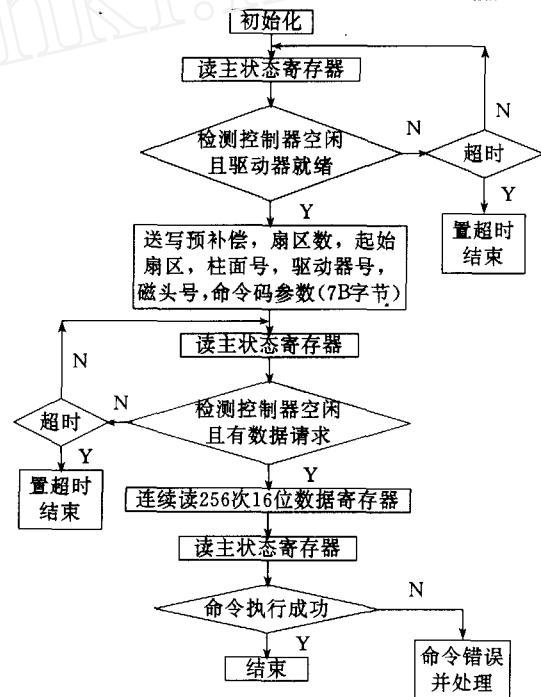 初始化
读主状态寄存器
检测控制器空闲
且驱动器就绪
N
超时
N
Y
置超时
结束
Y
送写预补偿，扇区数，起始
扇区，柱面号，驱动器号，
磁头号，命令码参数(7B字节)
读主状态寄存器
检测控制器空闲
且有数据请求
N
超时
N
Y
置超时
结束
Y
连续读256次16位数据寄存器
读主状态寄存器
命令执行成功
N
命令错误
并处理
Y
结束